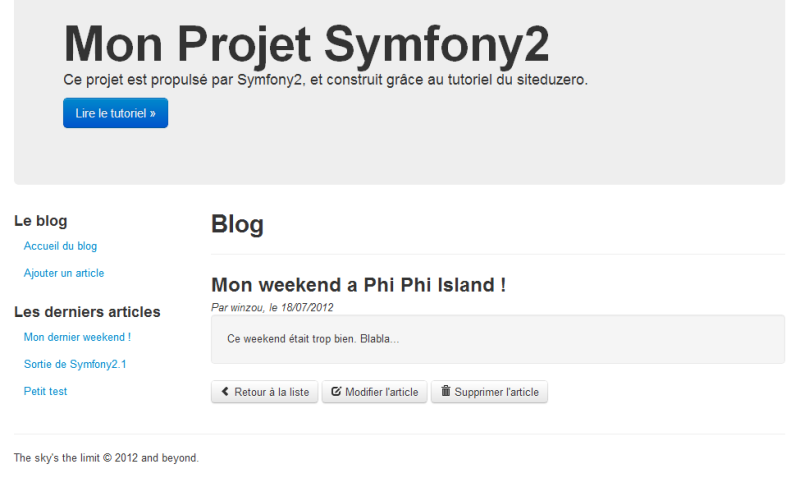 Mon Projet Symfony2
Ce projet est propulsé par Symfony2, et construit grâce au tutoriel du siteduzero.
Lire le tutoriel »
Le blog
Accueil du blog
Ajouter un article
Les derniers articles
Mon dernier weekend !
Sortie de Symfony2.1
Petit test
Blog
Mon weekend a Phi Phi Island !
Par winzou, le 18/07/2012
Ce weekend était trop bien. Blabla...
Retour à la liste
Modifier l'article
Supprimer l'article
The sky's the limit © 2012 and beyond.